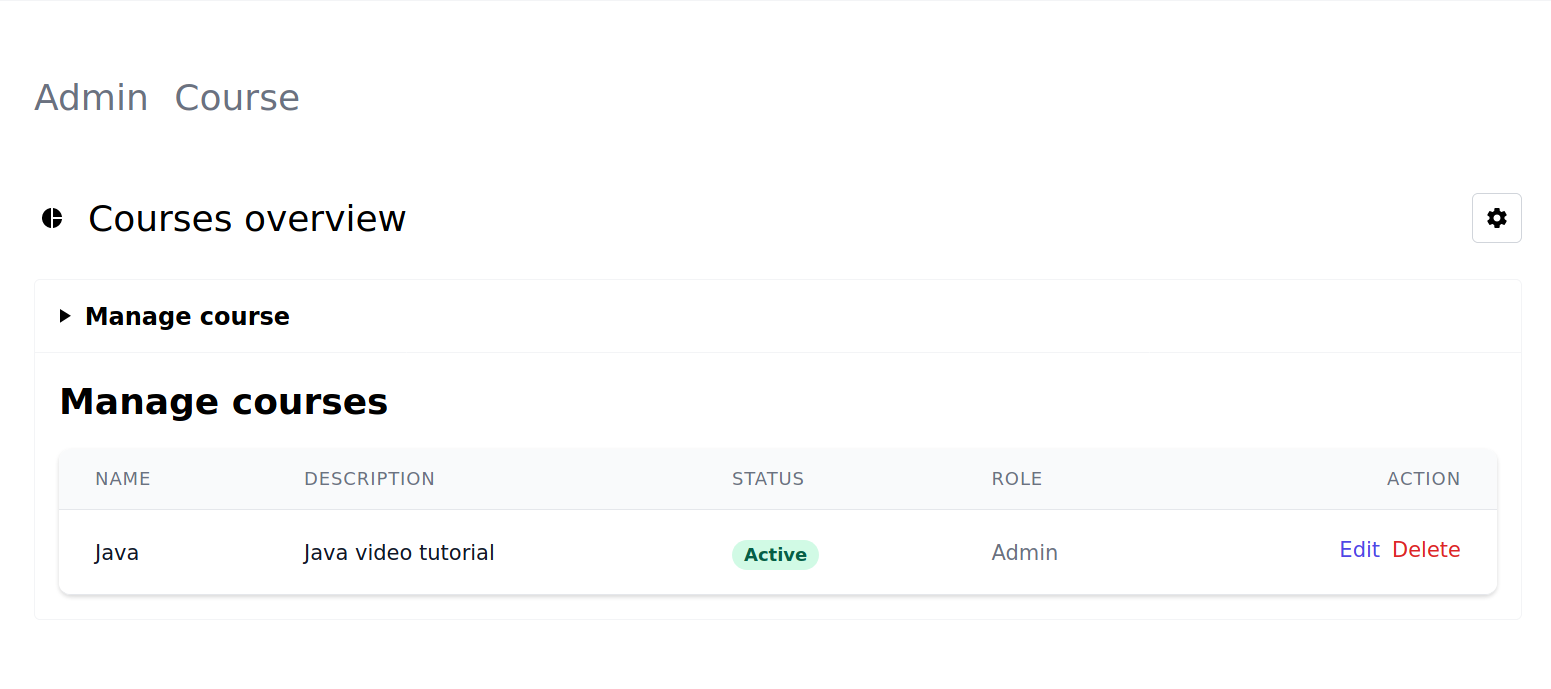 Admin Course
Courses overview
Manage course
Manage courses
NAME DESCRIPTION STATUS ROLE ACTION
Java Java video tutorial Active Admin Edit Delete